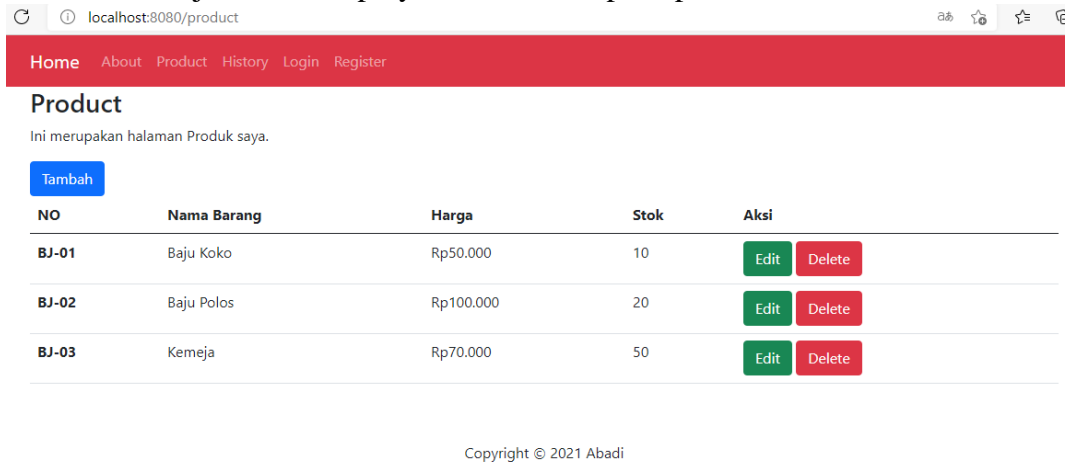 localhost:8080/product
Home About Product History Login Register
Product
Ini merupakan halaman Produk saya.
Tambah
NO Nama Barang Harga Stok Aksi
BJ-01 Baju Koko Rp50.000 10 Edit Delete
BJ-02 Baju Polos Rp100.000 20 Edit Delete
BJ-03 Kemeja Rp70.000 50 Edit Delete
Copyright © 2021 Abadi